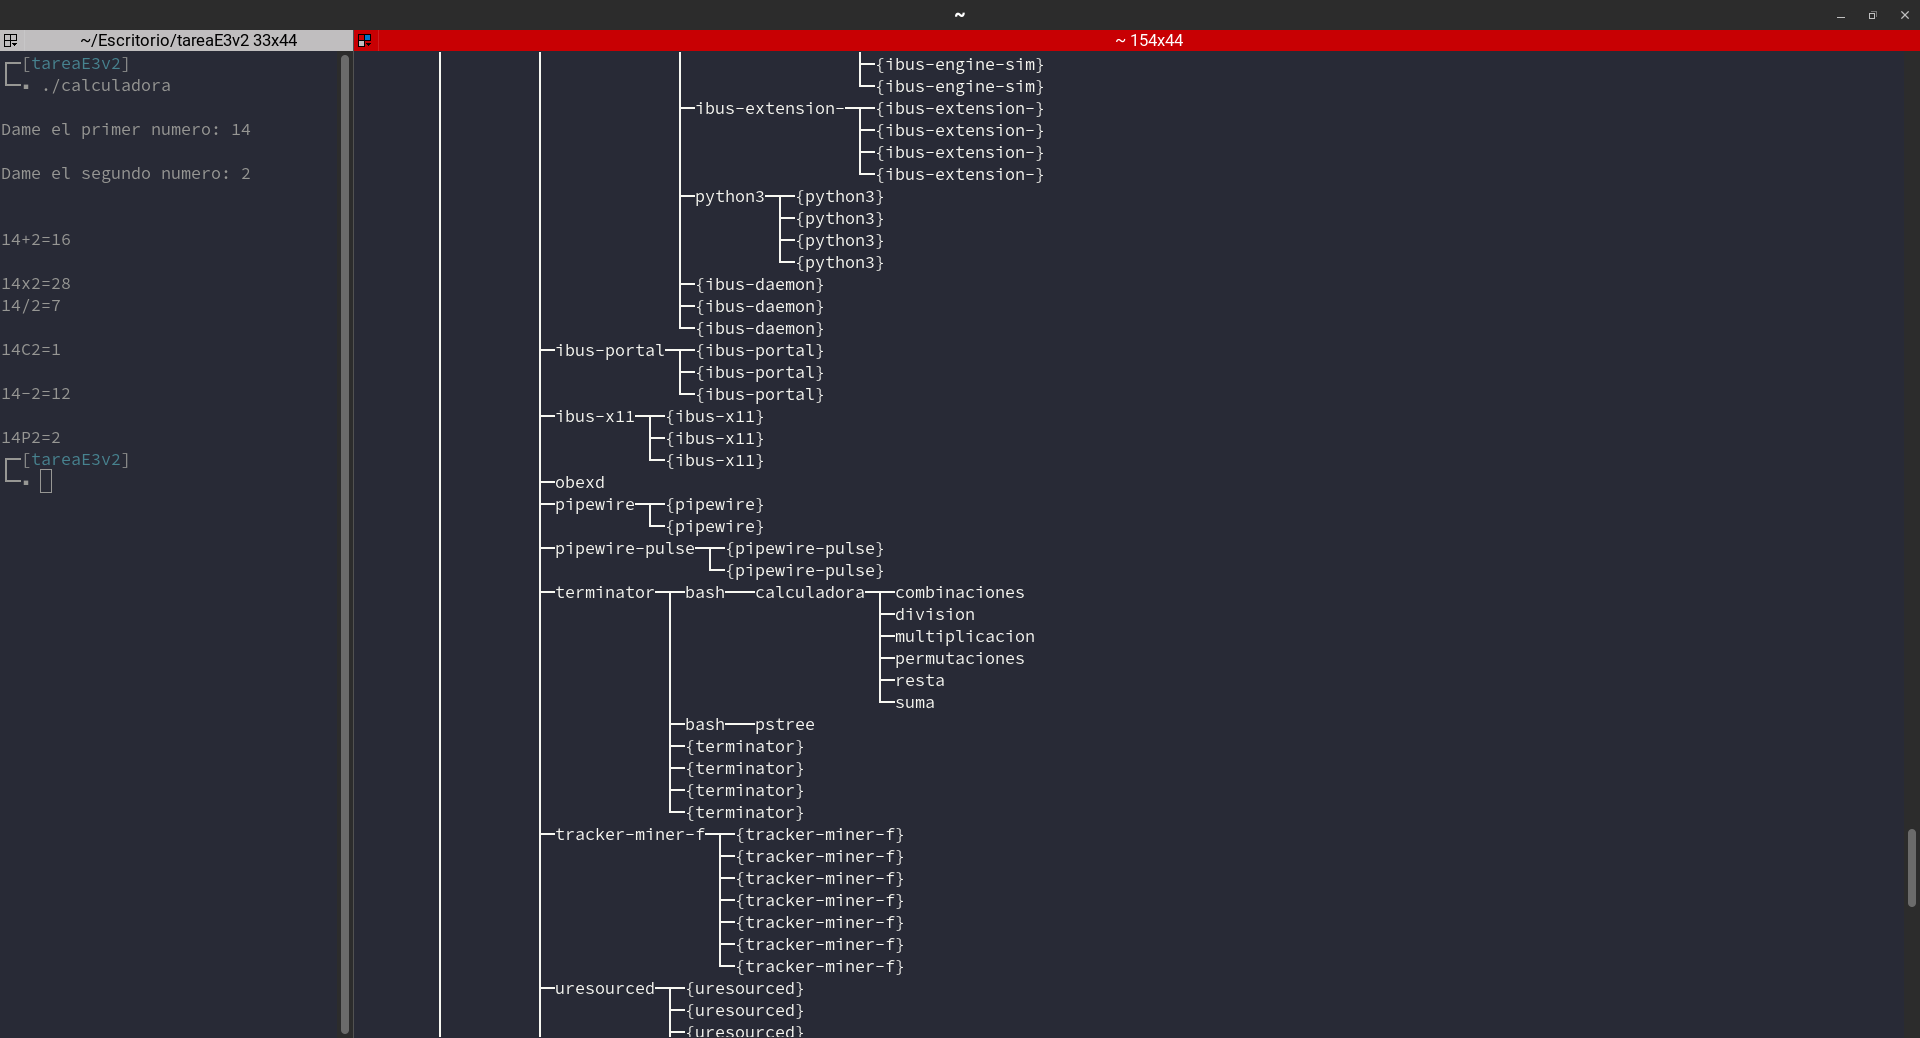 ~
~/Escritorio/tareaE3v2 33x44
[tareaE3v2]
./calculadora
Dame el primer numero: 14
Dame el segundo numero: 2
14+2=16
14x2=28
14/2=7
14C2=1
14-2=12
14P2=2
[tareaE3v2]
~ 154x44
{ibus-engine-sim}
{ibus-engine-sim}
ibus-extension-{ibus-extension-}
{ibus-extension-}
{ibus-extension-}
{ibus-extension-}
python3{python3}
{python3}
{python3}
{python3}
{ibus-daemon}
{ibus-daemon}
{ibus-daemon}
ibus-portal{ibus-portal}
{ibus-portal}
{ibus-portal}
ibus-x11{ibus-x11}
{ibus-x11}
{ibus-x11}
obexd
pipewire{pipewire}
{pipewire}
pipewire-pulse{pipewire-pulse}
{pipewire-pulse}
terminator bash calculadora combinaciones
division
multiplicacion
permutaciones
resta
suma
bash pstree
{terminator}
{terminator}
{terminator}
{terminator}
tracker-miner-f{tracker-miner-f}
{tracker-miner-f}
{tracker-miner-f}
{tracker-miner-f}
{tracker-miner-f}
{tracker-miner-f}
{tracker-miner-f}
uresourced{uresourced}
{uresourced}
{uresourced}